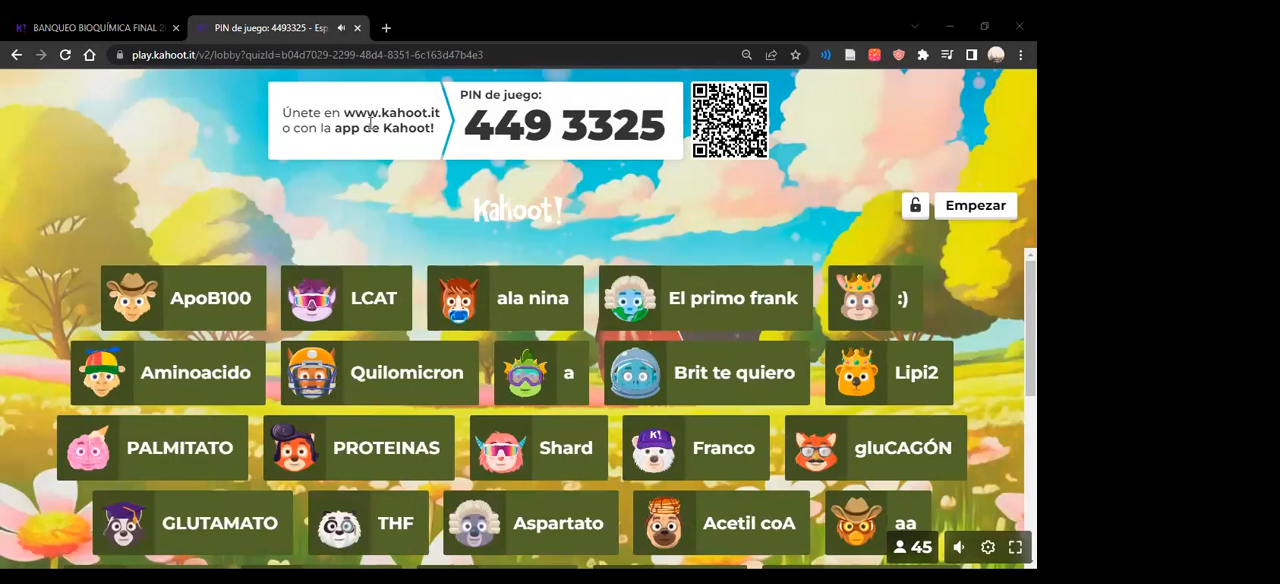 BANQUEO BIOQUÍMICA FINAL 2
PIN de juego: 4493325 - Esp
play.kahoot.it/v2/lobby?quizId=b04d7029-2299-48d4-8351-6c163d47b4e3
Únete en www.kahoot.it
o con la app de Kahoot!
PIN de juego:
449 3325
Kahoot!
Empezar
ApoB100
LCAT
ala nina
El primo frank
:)
Aminoacido
Quilomicron
a
Brit te quiero
Lipi2
PALMITATO
PROTEINAS
Shard
K!
Franco
gluCAGÓN
GLUTAMATO
THF
Aspartato
Acetil coA
aa
45